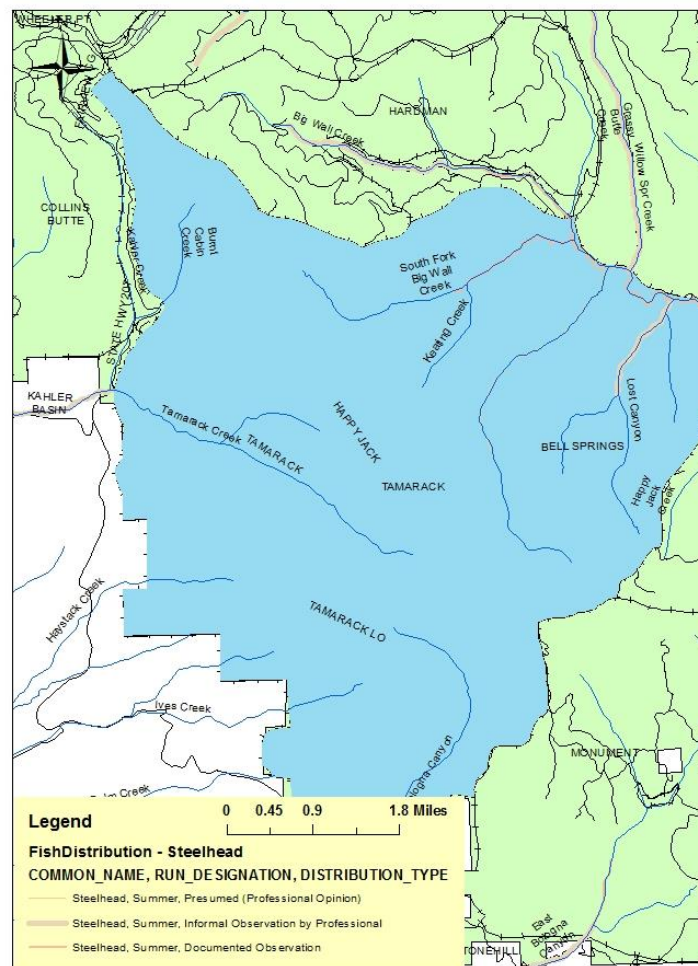 WHEELER PT
HARDMAN
Big Wall Creek
Creek
Grassy
Butte
Willow Spr Creek
COLLINS
BUTTE
Burnt
Cabin
Creek
Kahler Creek
STATE HWY207
South Fork
Big Wall
Creek
Keating Creek
KAHLER
BASIN
Tamarack Creek
TAMARACK
HAPPY JACK
TAMARACK
BELL SPRINGS
Lost Canyon
Happy
Jack
Creek
Haystack Creek
TAMARACK LO
Ives Creek
MONUMENT
ologna Canyon
Creek
East
Bologna
Canyon
TONEHILL
Legend
0 0.45 0.9 1.8 Miles
FishDistribution - Steelhead
COMMON_NAME, RUN_DESIGNATION, DISTRIBUTION_TYPE
Steelhead, Summer, Presumed (Professional Opinion)
Steelhead, Summer, Informal Observation by Professional
Steelhead, Summer, Documented Observation